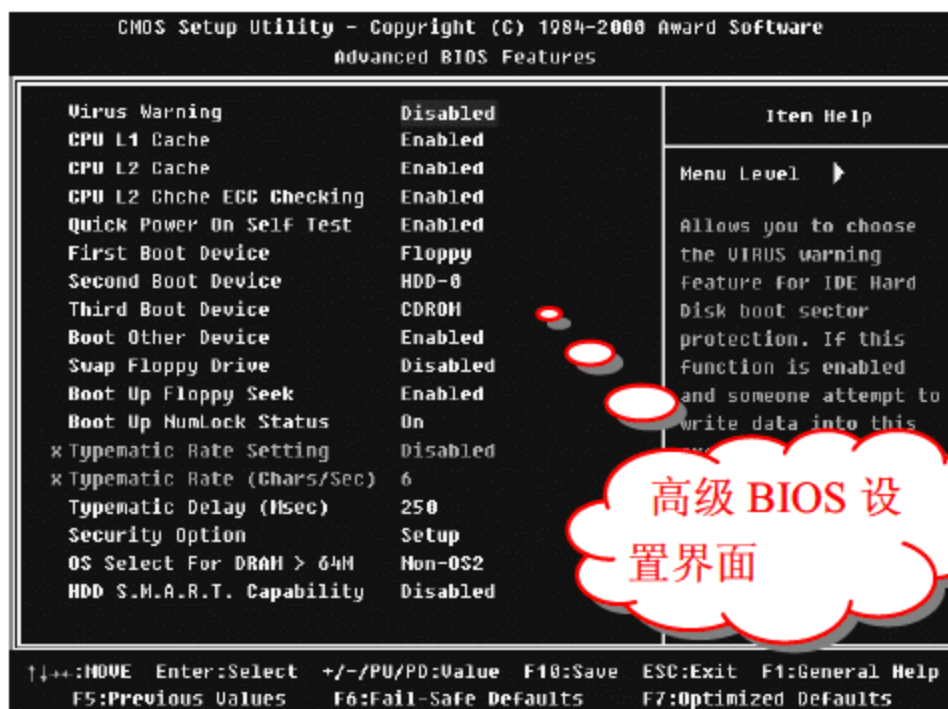 CMOS Setup Utility - Copyright (C) 1984-2000 Award Software
Advanced BIOS Features
Virus Warning Disabled
CPU L1 Cache Enabled
CPU L2 Cache Enabled
CPU L2 Chche ECC Checking Enabled
Quick Power On Self Test Enabled
First Boot Device Floppy
Second Boot Device HDD-0
Third Boot Device CDROM
Boot Other Device Enabled
Swap Floppy Drive Disabled
Boot Up Floppy Seek Enabled
Boot Up NumLock Status On
x Typematic Rate Setting Disabled
x Typematic Rate (Chars/Sec) 6
Typematic Delay (Msec) 250
Security Option Setup
OS Select For DRAM > 64M Non-OS2
HDD S.M.A.R.T. Capability Disabled
Item Help
Menu Level
Allows you to choose
the VIRUS warning
Feature For IDE Hard
Disk boot sector
protection. If this
function is enabled
and someone attempt to
write data into this
高级 BIOS 设
置界面
↑↓←→:MOVE Enter:Select +/-/PU/PD:Value F10:Save ESC:Exit F1:General Help
F5:Previous Values F6:Fail-Safe Defaults F7:Optimized Defaults